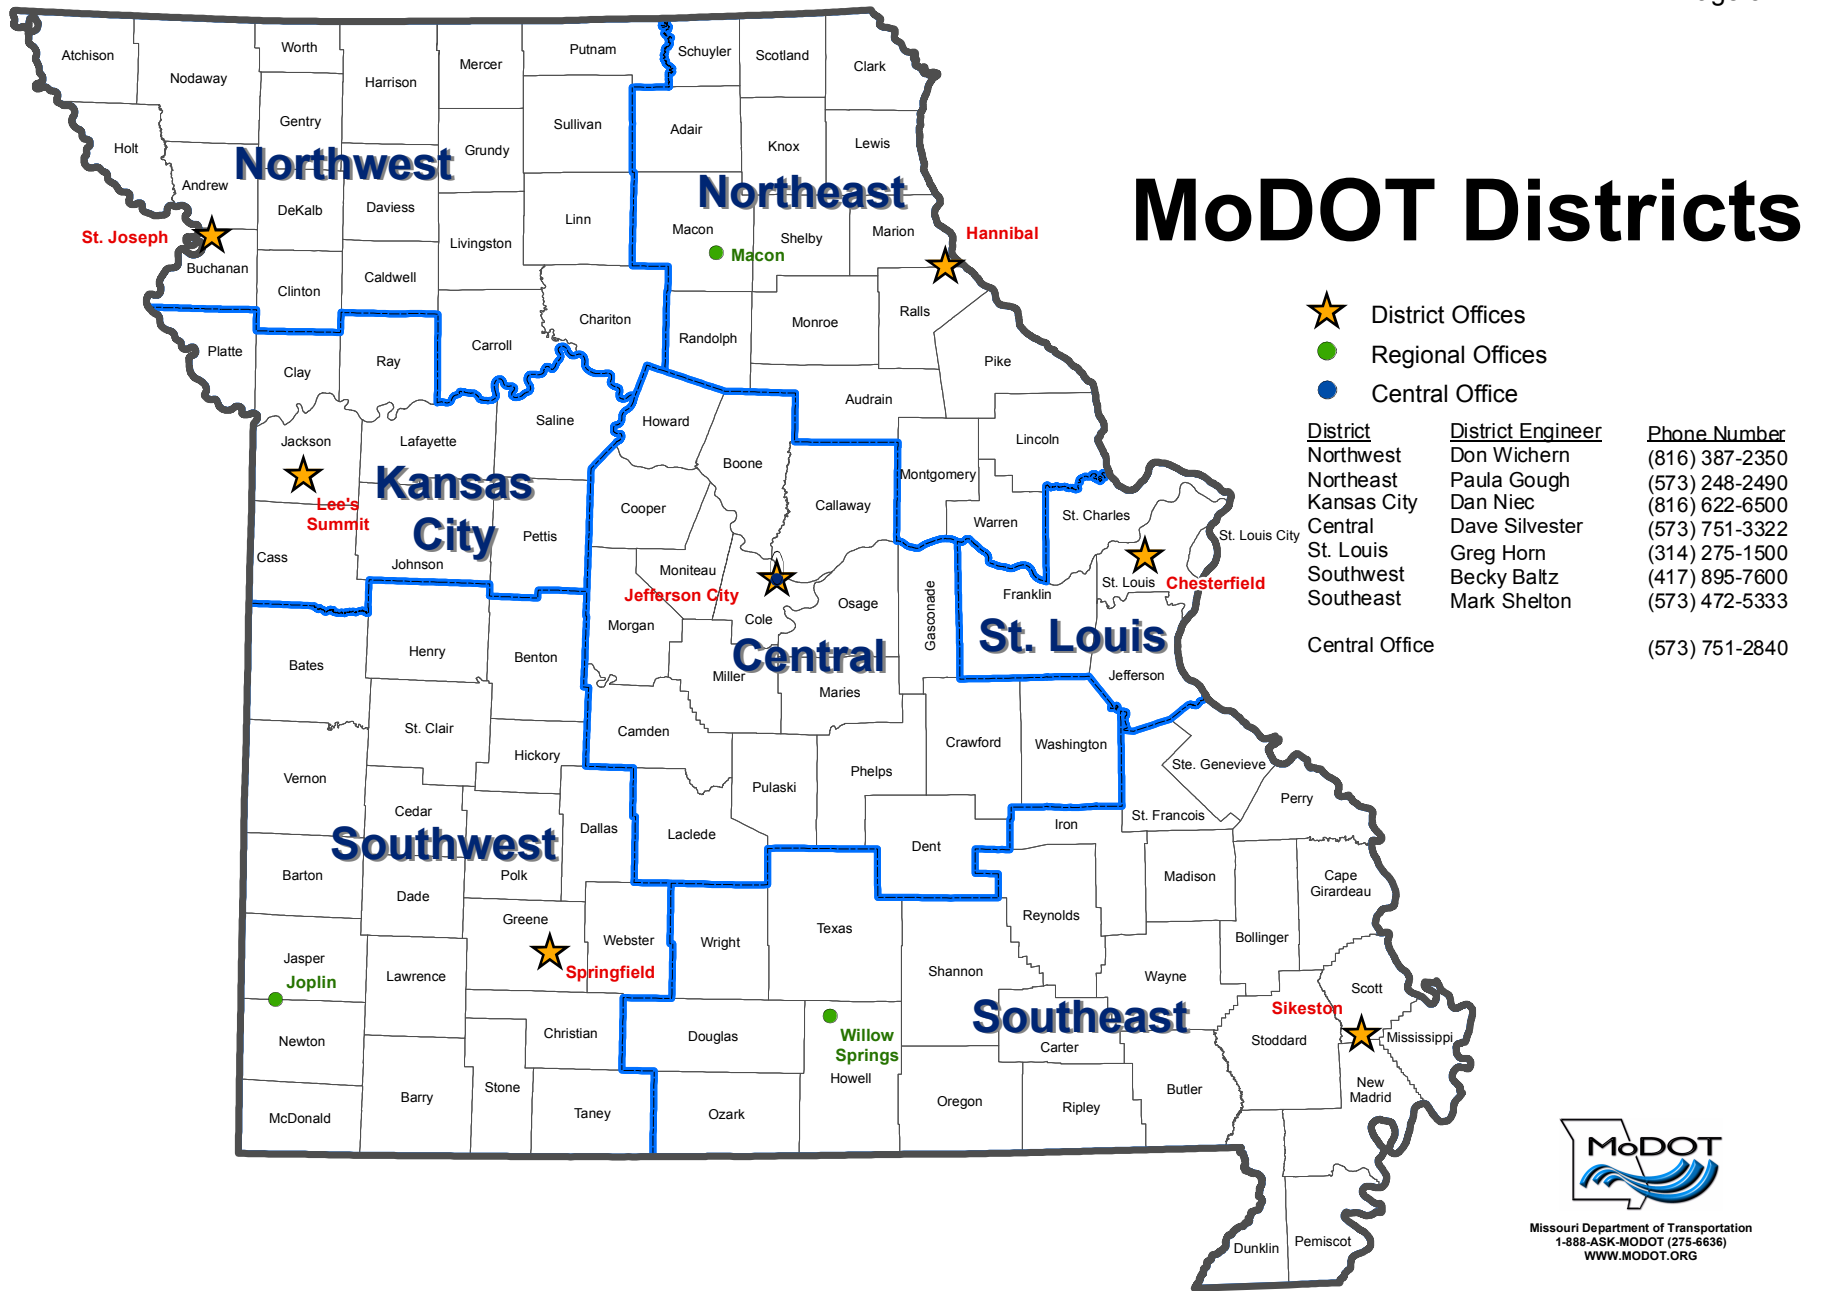 Atchison
Nodaway
Worth
Harrison
Mercer
Putnam
Schuyler
Scotland
Clark
Gentry
Sullivan
Adair
Knox
Lewis
Holt
Grundy
Northwest
Andrew
DeKalb
Daviess
Linn
Northeast
Macon
Shelby
Marion
Hannibal
St. Joseph
Livingston
Macon
Buchanan
Clinton
Caldwell
Chariton
Randolph
Monroe
Ralls
Platte
Clay
Ray
Carroll
Pike
Audrain
Jackson
Lafayette
Saline
Howard
Boone
Lincoln
Montgomery
Kansas
City
Lee's
Summit
Cooper
Callaway
Warren
St. Charles
St. Louis City
Cass
Johnson
Pettis
Moniteau
Jefferson City
Cole
Osage
Gasconade
Franklin
St. Louis
Chesterfield
Morgan
Central
St. Louis
Bates
Henry
Benton
Miller
Maries
Jefferson
St. Clair
Hickory
Camden
Crawford
Washington
Vernon
Pulaski
Phelps
Ste. Genevieve
Perry
Cedar
Dallas
Laclede
Iron
St. Francois
Southwest
Dent
Barton
Dade
Polk
Madison
Cape
Girardeau
Greene
Webster
Wright
Texas
Reynolds
Bollinger
Jasper
Joplin
Lawrence
Springfield
Shannon
Wayne
Scott
Southeast
Sikeston
Newton
Christian
Douglas
Willow
Springs
Howell
Carter
Stoddard
Mississippi
McDonald
Barry
Stone
Taney
Ozark
Oregon
Ripley
Butler
New
Madrid
Dunklin
Pemiscot
MoDOT Districts
District Offices
Regional Offices
Central Office
District District Engineer Phone Number
Northwest Don Wichern (816) 387-2350
Northeast Paula Gough (573) 248-2490
Kansas City Dan Niec (816) 622-6500
Central Dave Silvester (573) 751-3322
St. Louis Greg Horn (314) 275-1500
Southwest Becky Baltz (417) 895-7600
Southeast Mark Shelton (573) 472-5333
Central Office (573) 751-2840
MoDOT
Missouri Department of Transportation
1-888-ASK-MODOT (275-6636)
WWW.MODOT.ORG